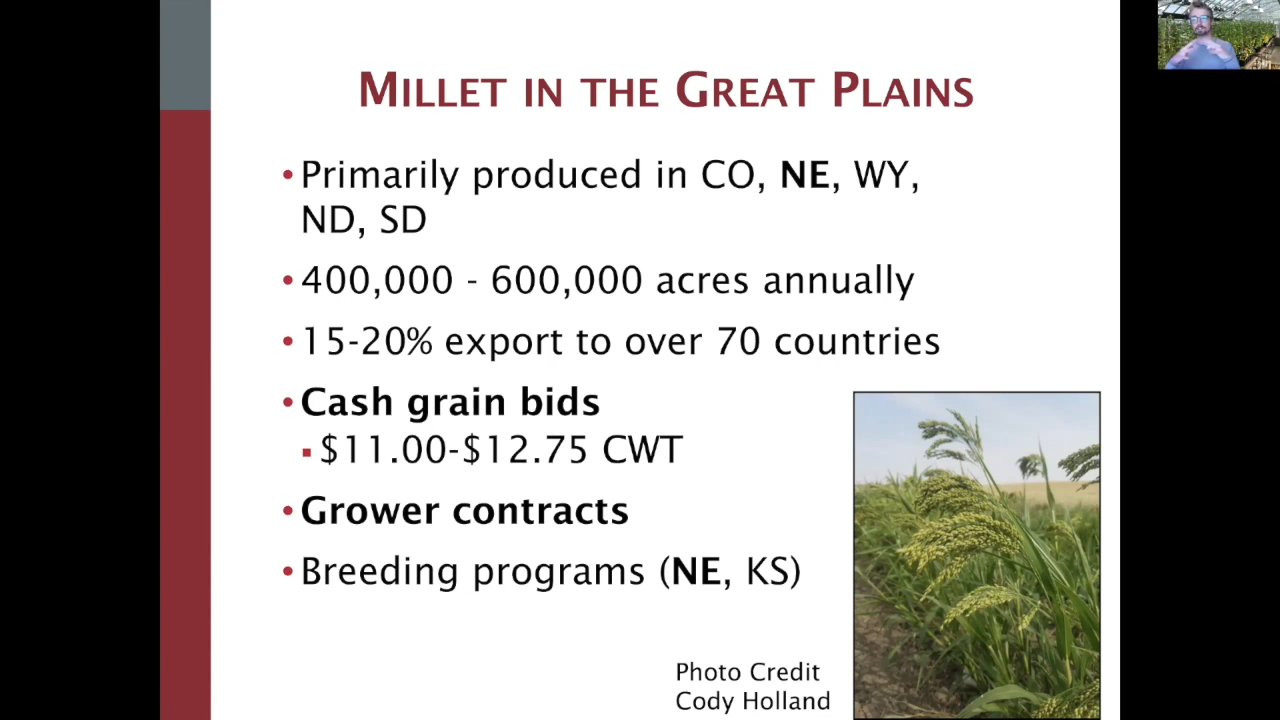 MILLET IN THE GREAT PLAINS
•Primarily produced in CO, NE, WY,
ND, SD
•400,000 - 600,000 acres annually
•15-20% export to over 70 countries
•Cash grain bids
▪$11.00-$12.75 CWT
•Grower contracts
•Breeding programs (NE, KS)
Photo Credit
Cody Holland